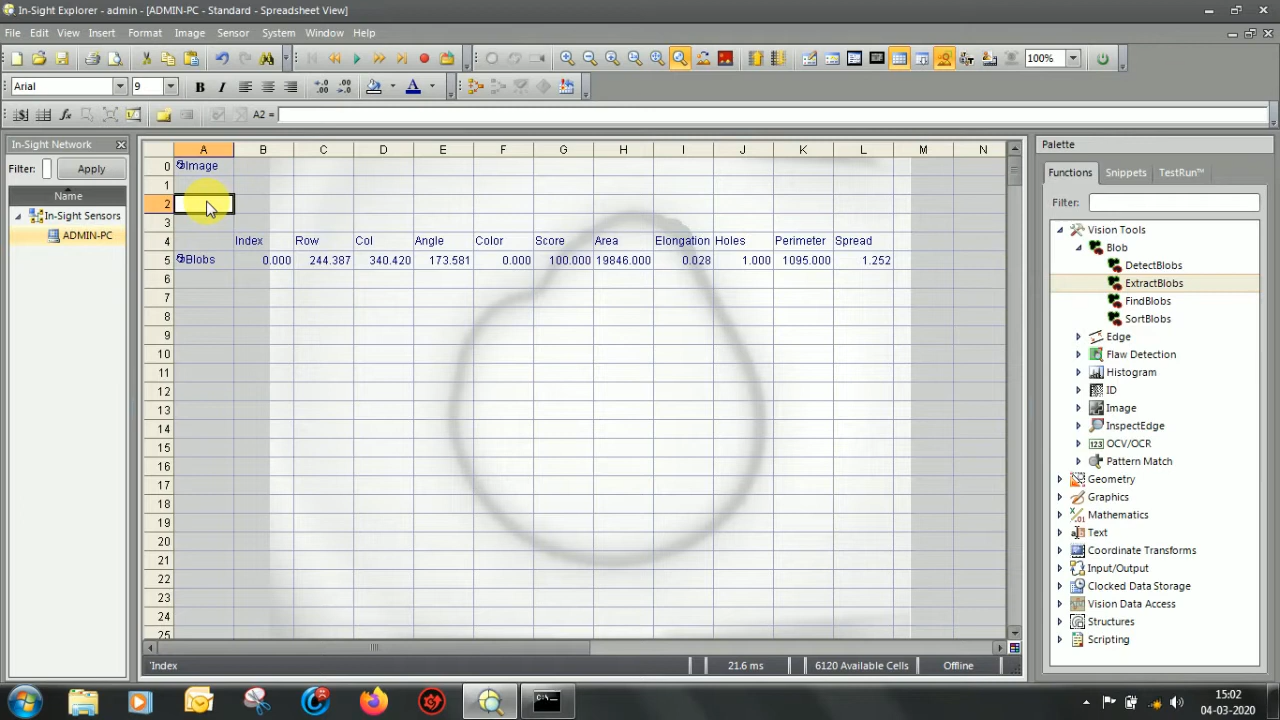 In-Sight Explorer - admin - [ADMIN-PC - Standard - Spreadsheet View]
File Edit View Insert Format Image Sensor System Window Help
100%
Arial 9 B I A
A2 =
In-Sight Network
Filter: Apply
Name
In-Sight Sensors
ADMIN-PC
A B C D E F G H I J K L M N
0 Image
1
2
3
4 Index Row Col Angle Color Score Area Elongation Holes Perimeter Spread
5 Blobs 0.000 244.387 340.420 173.581 0.000 100.000 19846.000 0.028 1.000 1095.000 1.252
6
7
8
9
10
11
12
13
14
15
16
17
18
19
20
21
22
23
24
25
'Index 21.6 ms 6120 Available Cells Offline
Palette
Functions Snippets TestRun™
Filter:
Vision Tools
Blob
DetectBlobs
ExtractBlobs
FindBlobs
SortBlobs
Edge
Flaw Detection
Histogram
ID
Image
InspectEdge
OCV/OCR
Pattern Match
Geometry
Graphics
Mathematics
Text
Coordinate Transforms
Input/Output
Clocked Data Storage
Vision Data Access
Structures
Scripting
15:02
04-03-2020